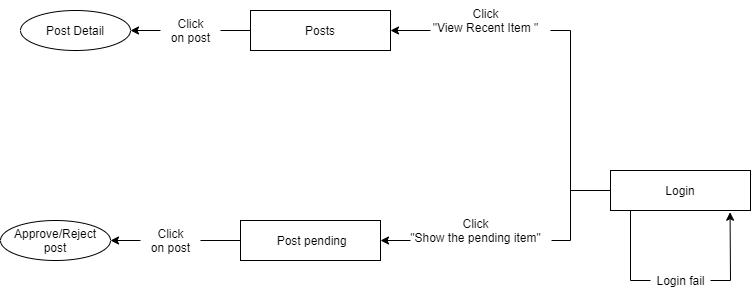 Post Detail
Click
on post
Posts
Click
"View Recent Item "
Login
Approve/Reject
post
Click
on post
Post pending
Click
"Show the pending item"
Login fail